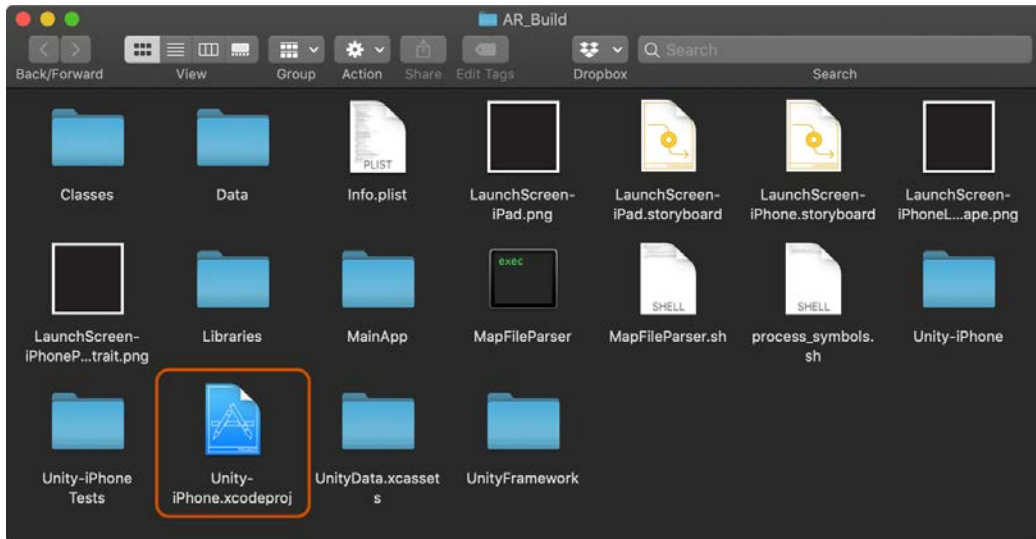 AR_Build
Search
Back/Forward View Group Action Share Edit Tags Dropbox Search
PLIST
Classes Data Info.plist LaunchScreen- LaunchScreen- LaunchScreen- LaunchScreen-
iPad.png iPad.storyboard iPhone.storyboard iPhoneL...ape.png
exec
SHELL SHELL
LaunchScreen- Libraries MainApp MapFileParser MapFileParser.sh process_symbols. Unity-iPhone
iPhoneP...trait.png sh
Unity-iPhone Unity- UnityData.xcasset UnityFramework
Tests iPhone.xcodeproj s